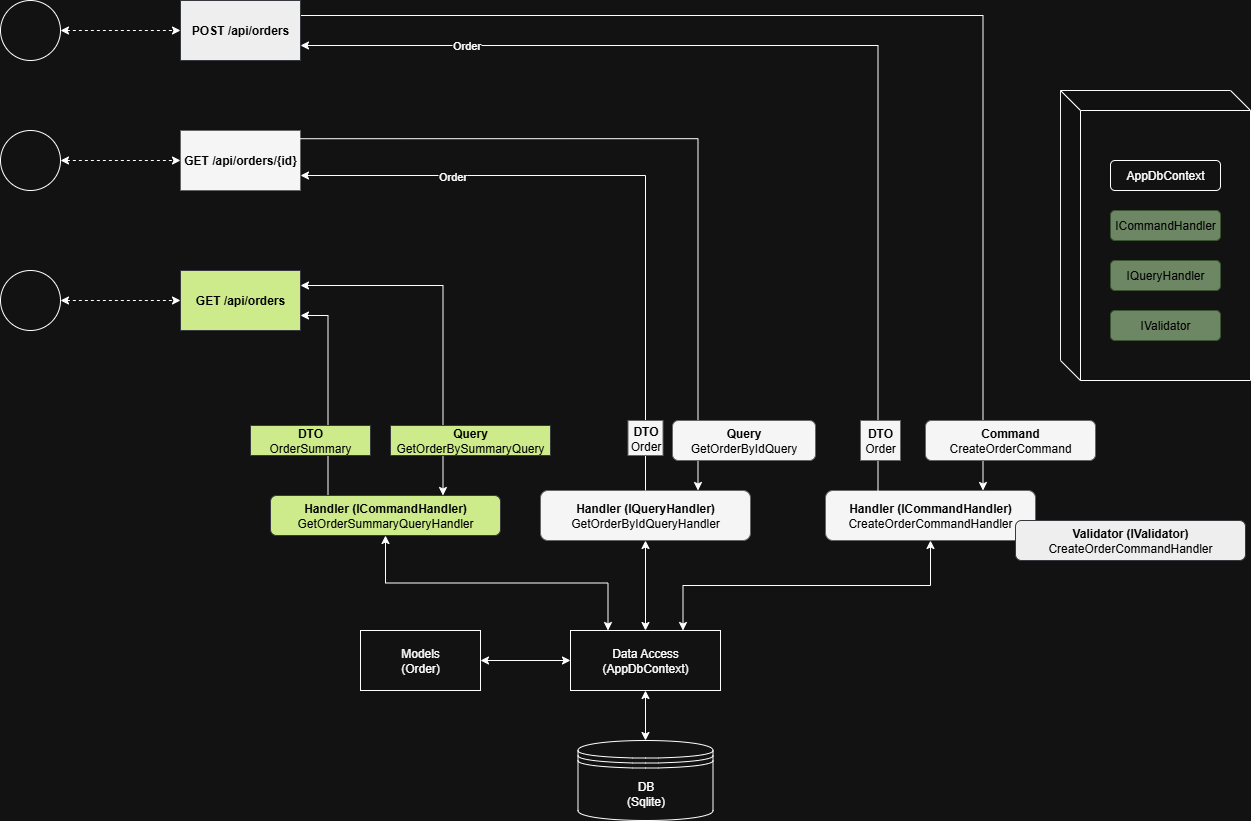 POST /api/orders
Order
GET /api/orders/{id}
Order
GET /api/orders
AppDbContext
ICommandHandler
IQueryHandler
IValidator
DTO
OrderSummary
Query
GetOrderBySummaryQuery
DTO
Order
Query
GetOrderByIdQuery
DTO
Order
Command
CreateOrderCommand
Handler (ICommandHandler)
GetOrderSummaryQueryHandler
Handler (IQueryHandler)
GetOrderByIdQueryHandler
Handler (ICommandHandler)
CreateOrderCommandHandler
Validator (IValidator)
CreateOrderCommandHandler
Models
(Order)
Data Access
(AppDbContext)
DB
(Sqlite)